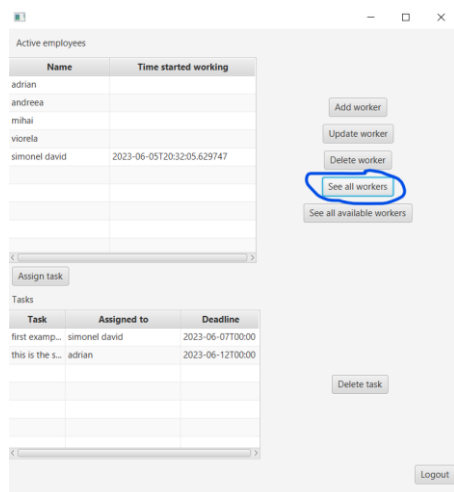 Active employees
Name Time started working
adrian
andreea
mihai
viorela
simonel david 2023-06-05T20:32:05.629747
Add worker
Update worker
Delete worker
See all workers
See all available workers
Assign task
Tasks
Task Assigned to Deadline
first examp... simonel david 2023-06-07T00:00
this is the s... adrian 2023-06-12T00:00
Delete task
Logout